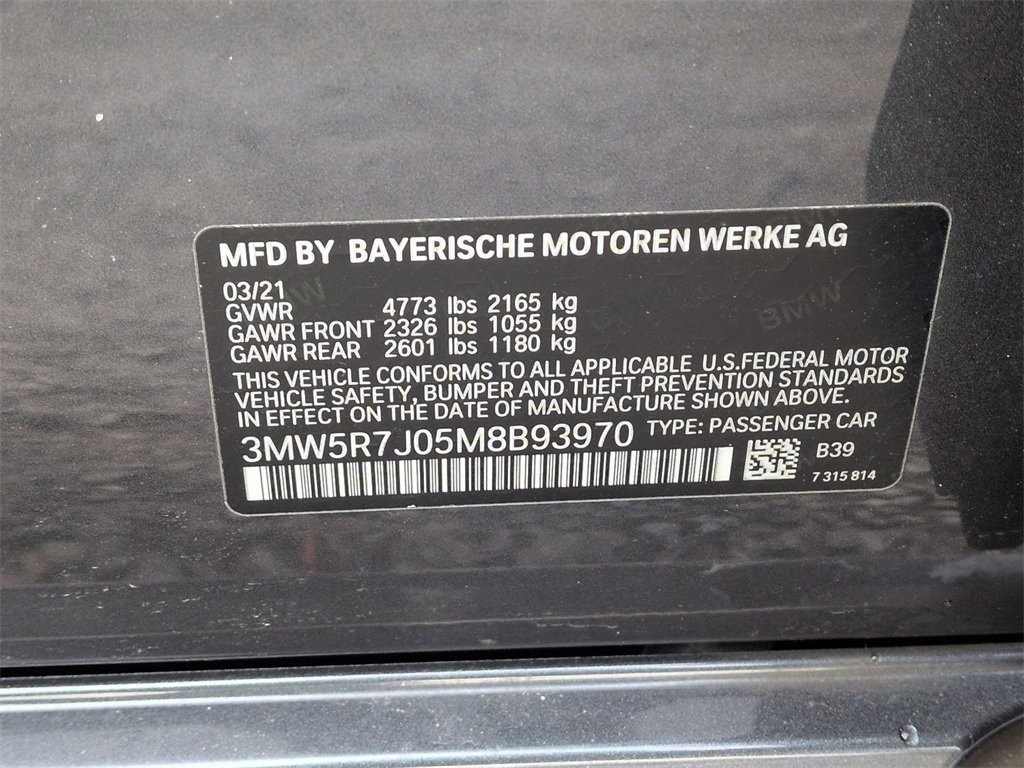 MFD BY BAYERISCHE MOTOREN WERKE AG
03/21
GVWR 4773 lbs 2165 kg
GAWR FRONT 2326 lbs 1055 kg
GAWR REAR 2601 lbs 1180 kg
THIS VEHICLE CONFORMS TO ALL APPLICABLE U.S.FEDERAL MOTOR
VEHICLE SAFETY, BUMPER AND THEFT PREVENTION STANDARDS
IN EFFECT ON THE DATE OF MANUFACTURE SHOWN ABOVE.
3MW5R7J05M8B93970 TYPE: PASSENGER CAR
B39
7 315 814
BMW